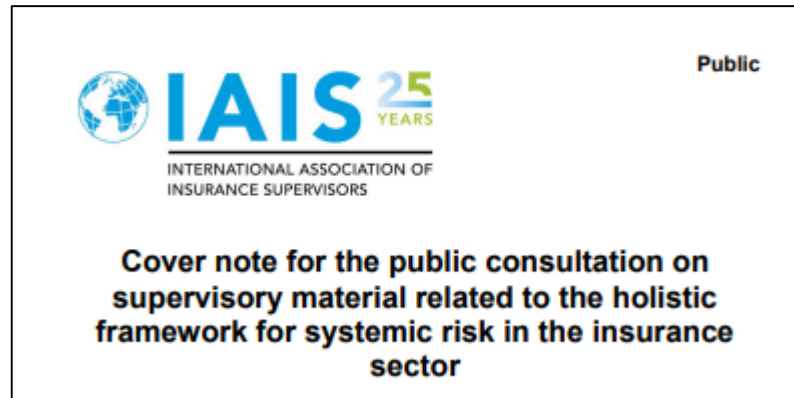 Public
IAIS 25
YEARS
INTERNATIONAL ASSOCIATION OF
INSURANCE SUPERVISORS
Cover note for the public consultation on
supervisory material related to the holistic
framework for systemic risk in the insurance
sector